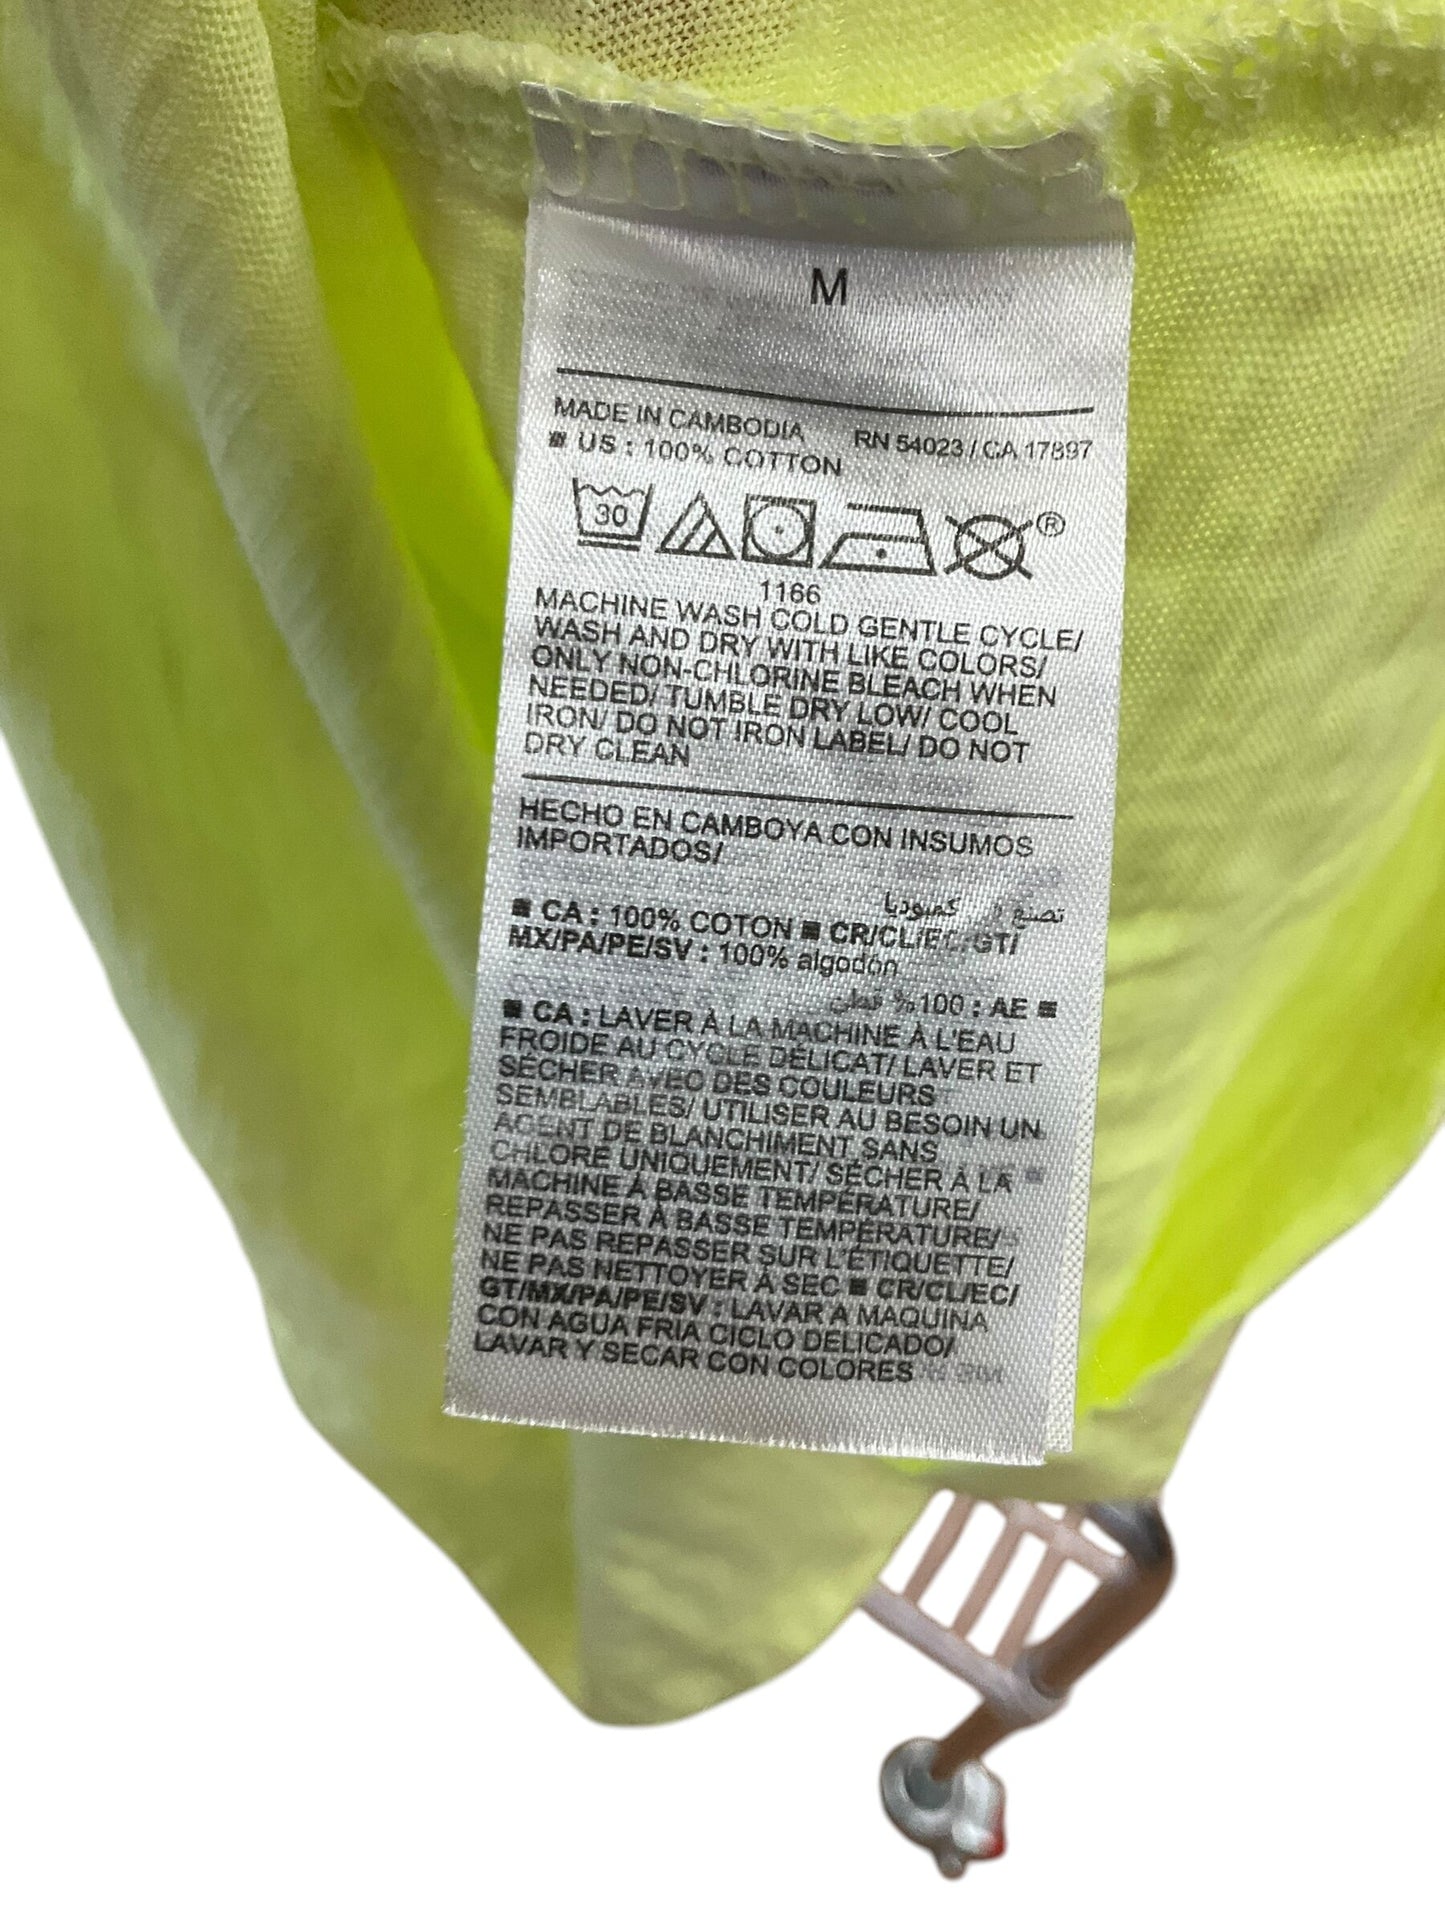 M
MADE IN CAMBODIA RN 54023 / CA 17897
■ US : 100% COTTON
30 ®
1166
MACHINE WASH COLD GENTLE CYCLE/
WASH AND DRY WITH LIKE COLORS/
ONLY NON-CHLORINE BLEACH WHEN
NEEDED/ TUMBLE DRY LOW/ COOL
IRON/ DO NOT IRON LABEL/ DO NOT
DRY CLEAN
HECHO EN CAMBOYA CON INSUMOS
IMPORTADOS/
تصنع كمبوديا
■ CA : 100% COTON ■ CR/CL/EC/GT/
MX/PA/PE/SV : 100% algodón
■ AE : 100% قطن
■ CA : LAVER À LA MACHINE À L'EAU
FROIDE AU CYCLE DÉLICAT/ LAVER ET
SÉCHER AVEC DES COULEURS
SEMBLABLES/ UTILISER AU BESOIN UN
AGENT DE BLANCHIMENT SANS
CHLORE UNIQUEMENT/ SÉCHER À LA
MACHINE À BASSE TEMPÉRATURE/
REPASSER À BASSE TEMPÉRATURE/
NE PAS REPASSER SUR L'ÉTIQUETTE/
NE PAS NETTOYER À SEC ■ CR/CL/EC/
GT/MX/PA/PE/SV : LAVAR A MAQUINA
CON AGUA FRIA CICLO DELICADO/
LAVAR Y SECAR CON COLORES